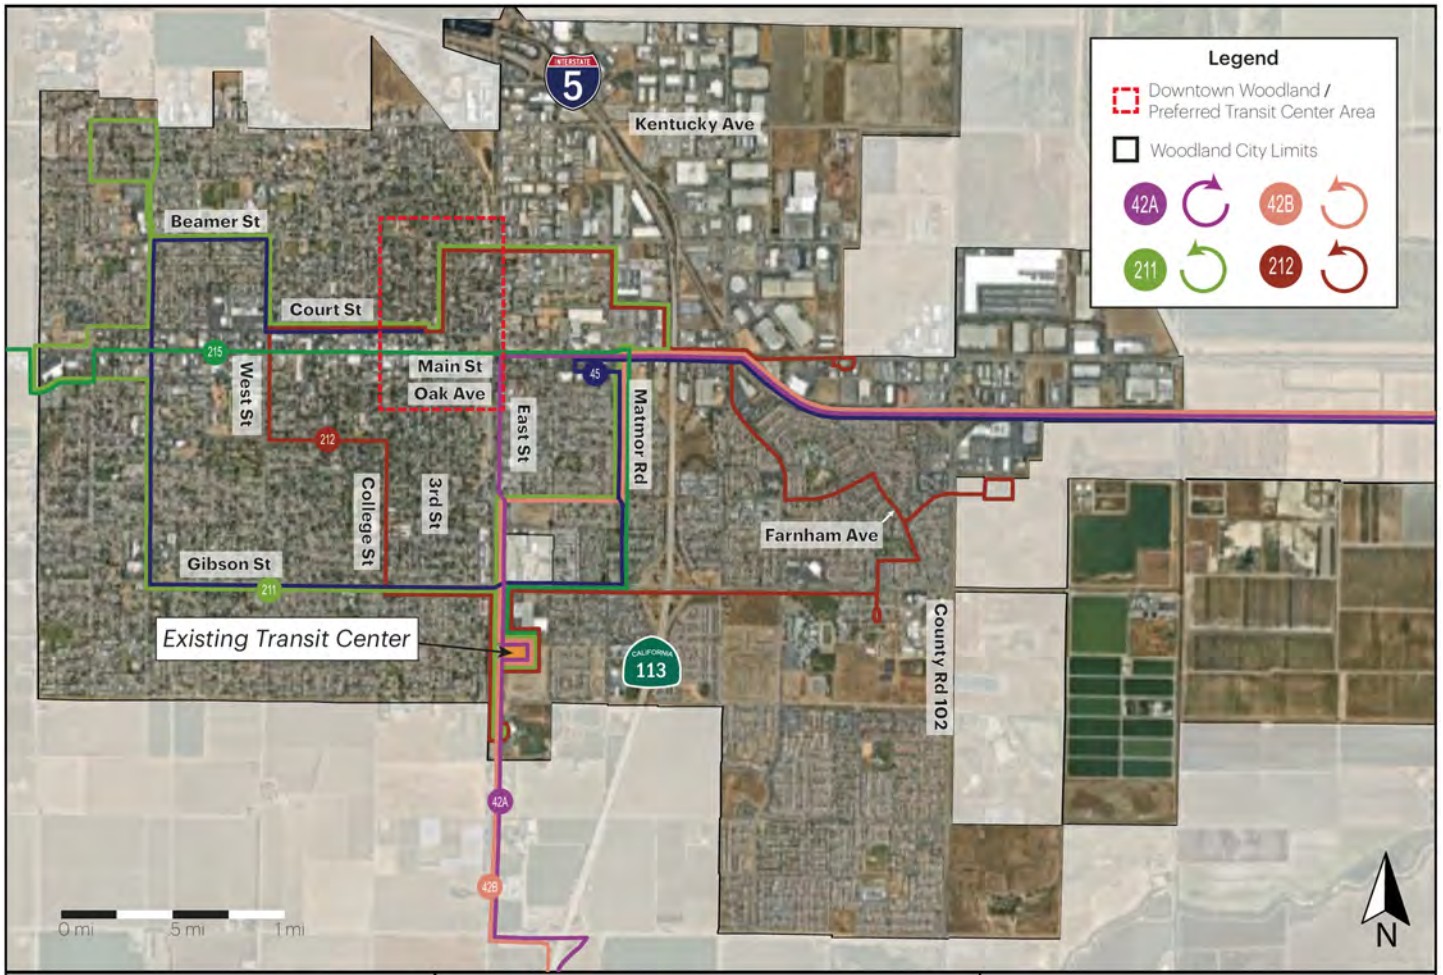 INTERSTATE
5
Kentucky Ave
Legend
Downtown Woodland /
Preferred Transit Center Area
Woodland City Limits
42A
42B
211
212
Beamer St
Court St
215
Main St
Oak Ave
45
West St
East St
Matmor Rd
212
College St
3rd St
Farnham Ave
Gibson St
211
Existing Transit Center
CALIFORNIA
113
County Rd 102
42A
42B
0 mi
.5 mi
1 mi
N